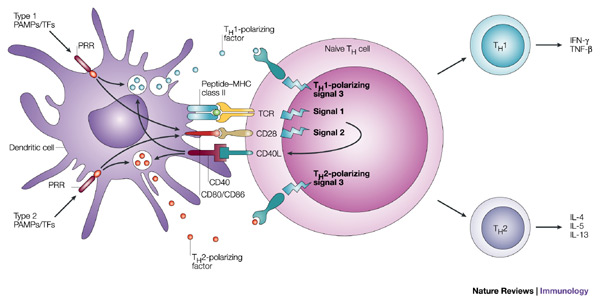 Type 1
PAMPs/TFs
PRR
TH1-polarizing
factor
Peptide–MHC
class II
Naive TH cell
TH1-polarizing
signal 3
TCR
Signal 1
CD28
Signal 2
CD40L
Dendritic cell
PRR
CD40
CD80/CD86
TH2-polarizing
signal 3
Type 2
PAMPs/TFs
TH2-polarizing
factor
TH1
IFN-γ
TNF-β
TH2
IL-4
IL-5
IL-13
Nature Reviews | Immunology